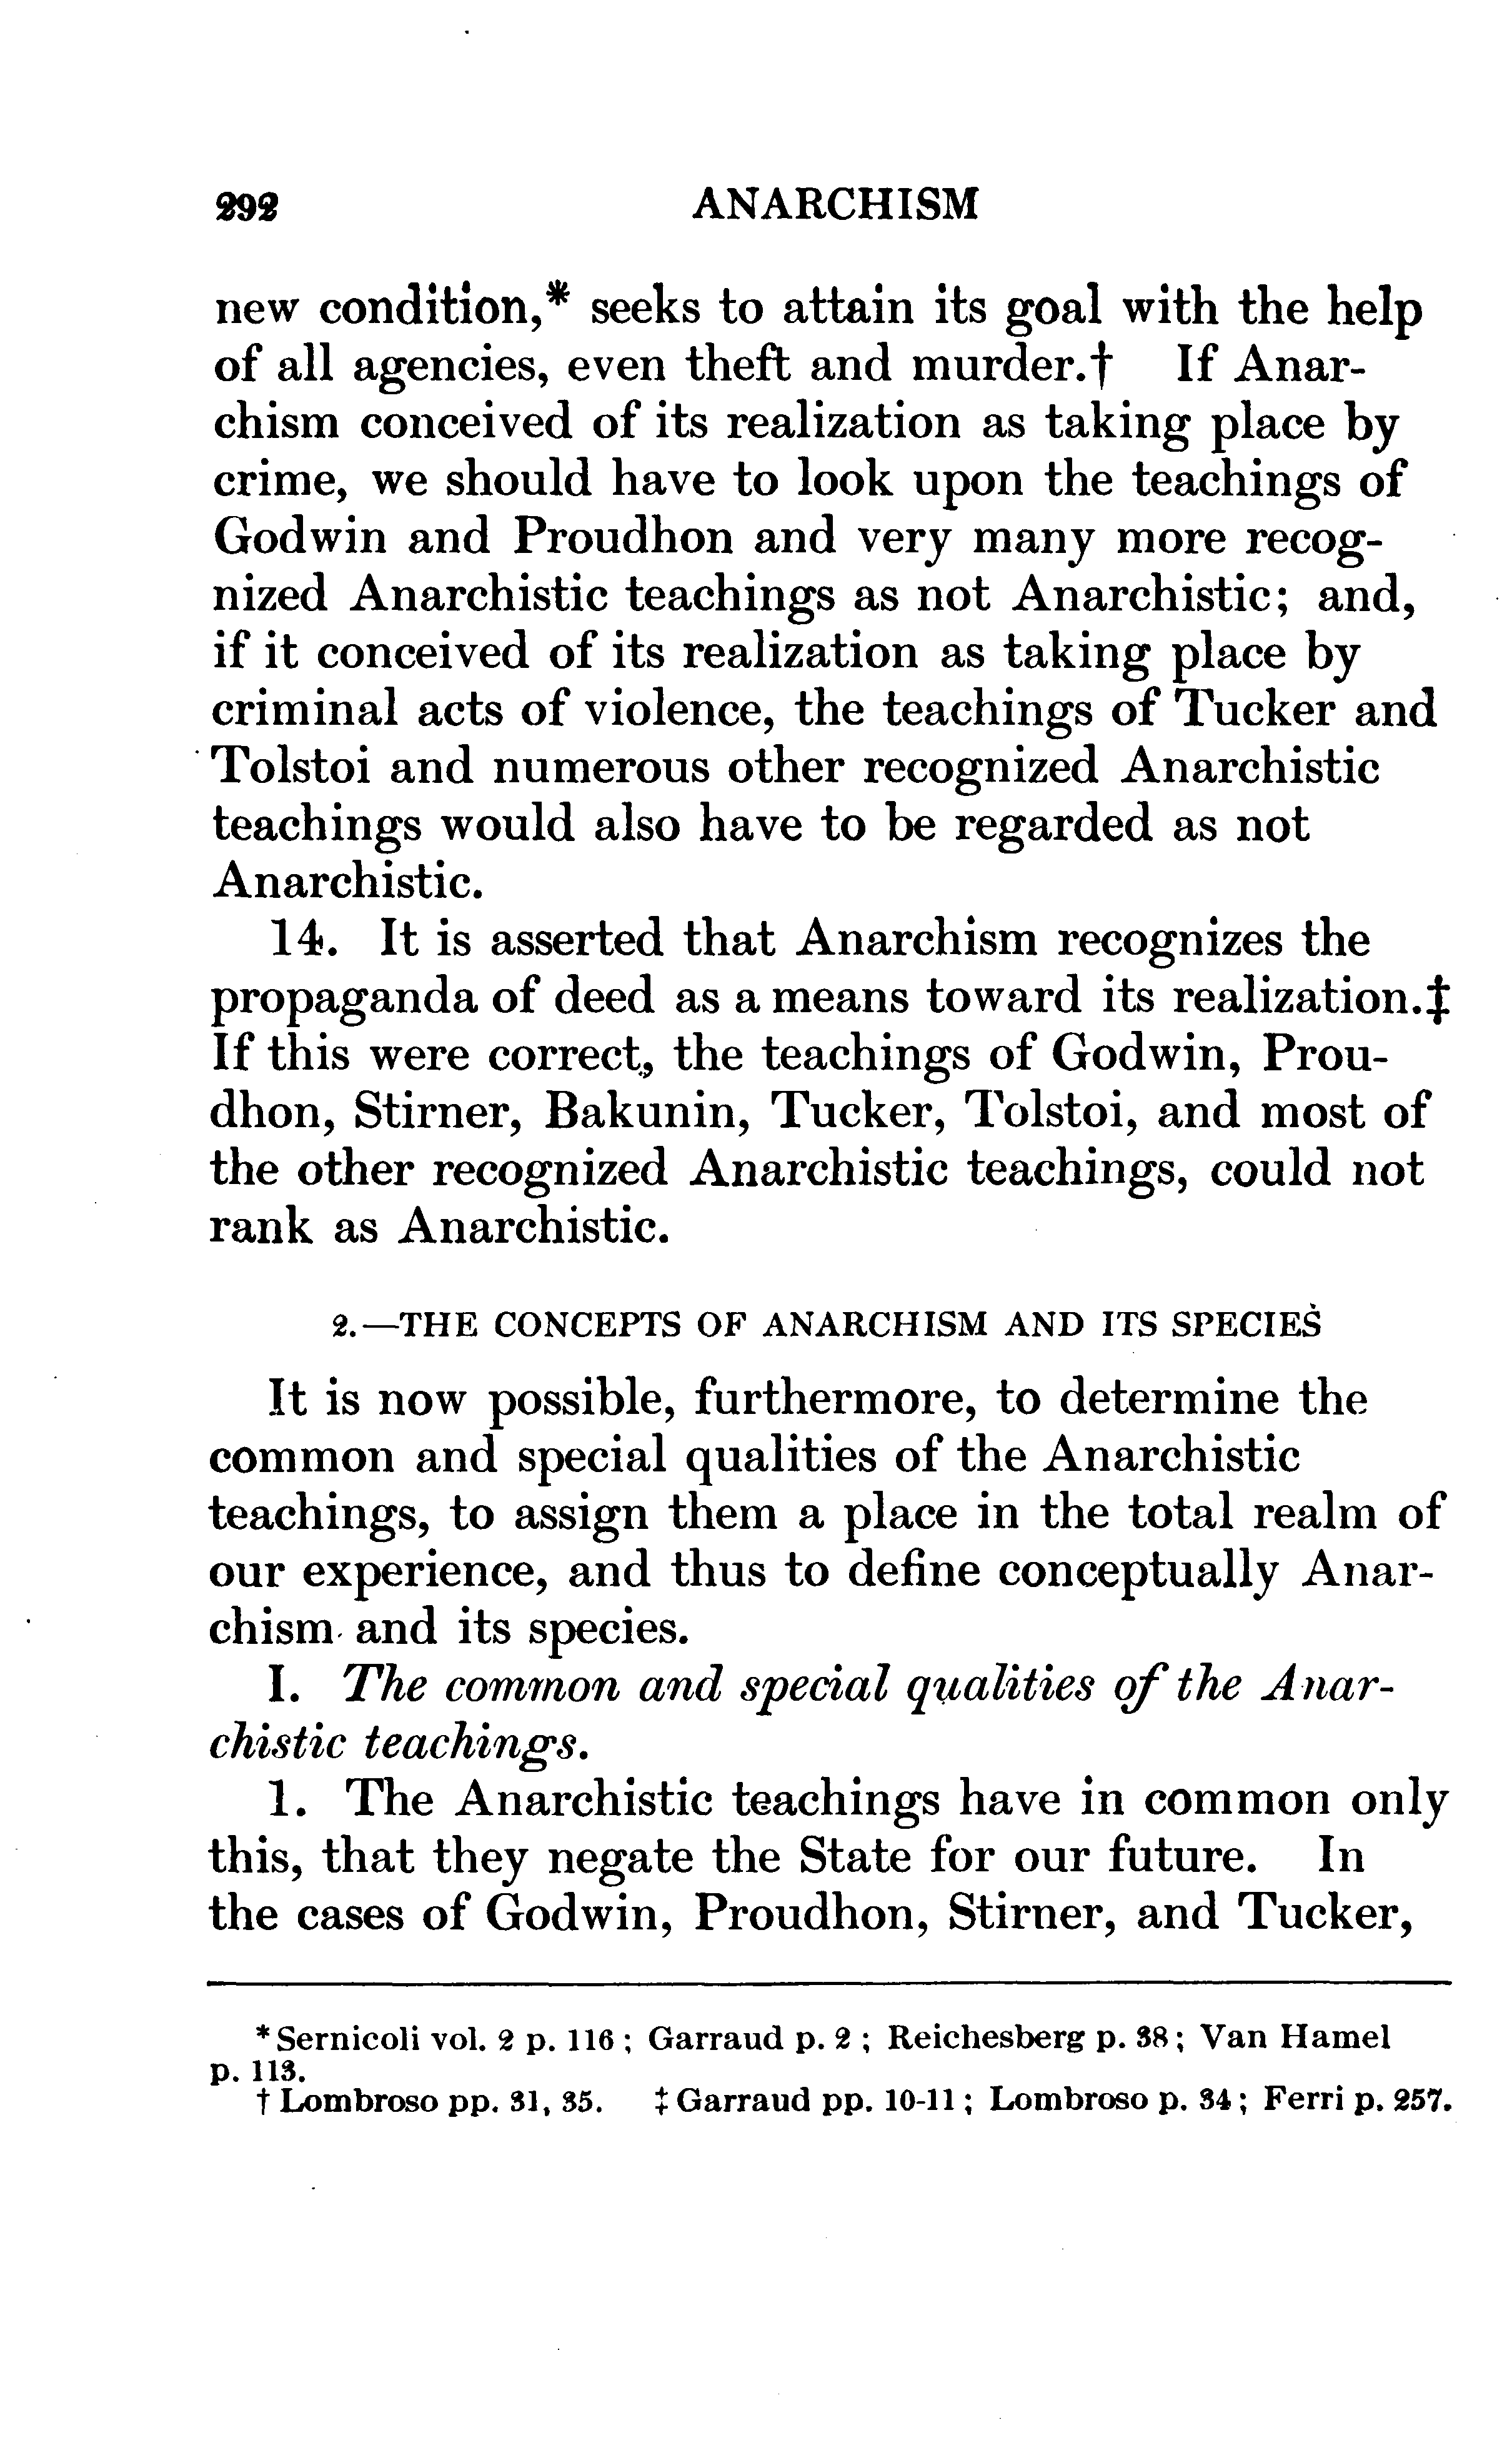 292 ANARCHISM
new condition,* seeks to attain its goal with the help
of all agencies, even theft and murder.† If Anar-
chism conceived of its realization as taking place by
crime, we should have to look upon the teachings of
Godwin and Proudhon and very many more recog-
nized Anarchistic teachings as not Anarchistic; and,
if it conceived of its realization as taking place by
criminal acts of violence, the teachings of Tucker and
Tolstoi and numerous other recognized Anarchistic
teachings would also have to be regarded as not
Anarchistic.
14. It is asserted that Anarchism recognizes the
propaganda of deed as a means toward its realization.‡
If this were correct, the teachings of Godwin, Prou-
dhon, Stirner, Bakunin, Tucker, Tolstoi, and most of
the other recognized Anarchistic teachings, could not
rank as Anarchistic.
2.—THE CONCEPTS OF ANARCHISM AND ITS SPECIES
It is now possible, furthermore, to determine the
common and special qualities of the Anarchistic
teachings, to assign them a place in the total realm of
our experience, and thus to define conceptually Anar-
chism and its species.
I. The common and special qualities of the Anar-
chistic teachings.
1. The Anarchistic teachings have in common only
this, that they negate the State for our future. In
the cases of Godwin, Proudhon, Stirner, and Tucker,
* Sernicoli vol. 2 p. 116; Garraud p. 2; Reichesberg p. 38; Van Hamel
p. 113.
† Lombroso pp. 31, 35. ‡ Garraud pp. 10-11; Lombroso p. 34; Ferri p. 257.